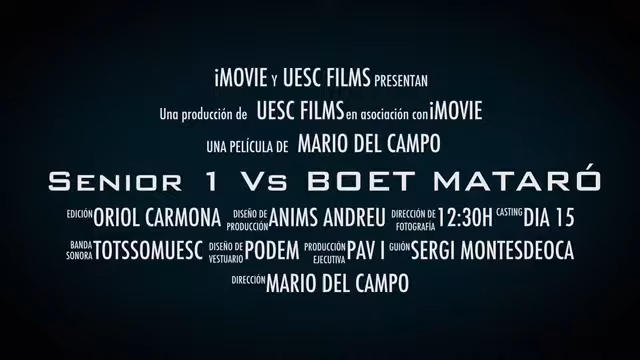 iMOVIE Y UESC FILMS PRESENTAN
Una producción de UESC FILMS en asociación con iMOVIE
UNA PELÍCULA DE MARIO DEL CAMPO
SENIOR 1 VS BOET MATARÓ
EDICIÓN ORIOL CARMONA DISEÑO DE PRODUCCIÓN ANIMS ANDREU DIRECCIÓN DE FOTOGRAFÍA 12:30H CASTING DIA 15
BANDA SONORA TOTSSOMUESC DISEÑO DE VESTUARIO PODEM PRODUCCIÓN EJECUTIVA PAV I GUIÓN SERGI MONTESDEOCA
DIRECCIÓN MARIO DEL CAMPO